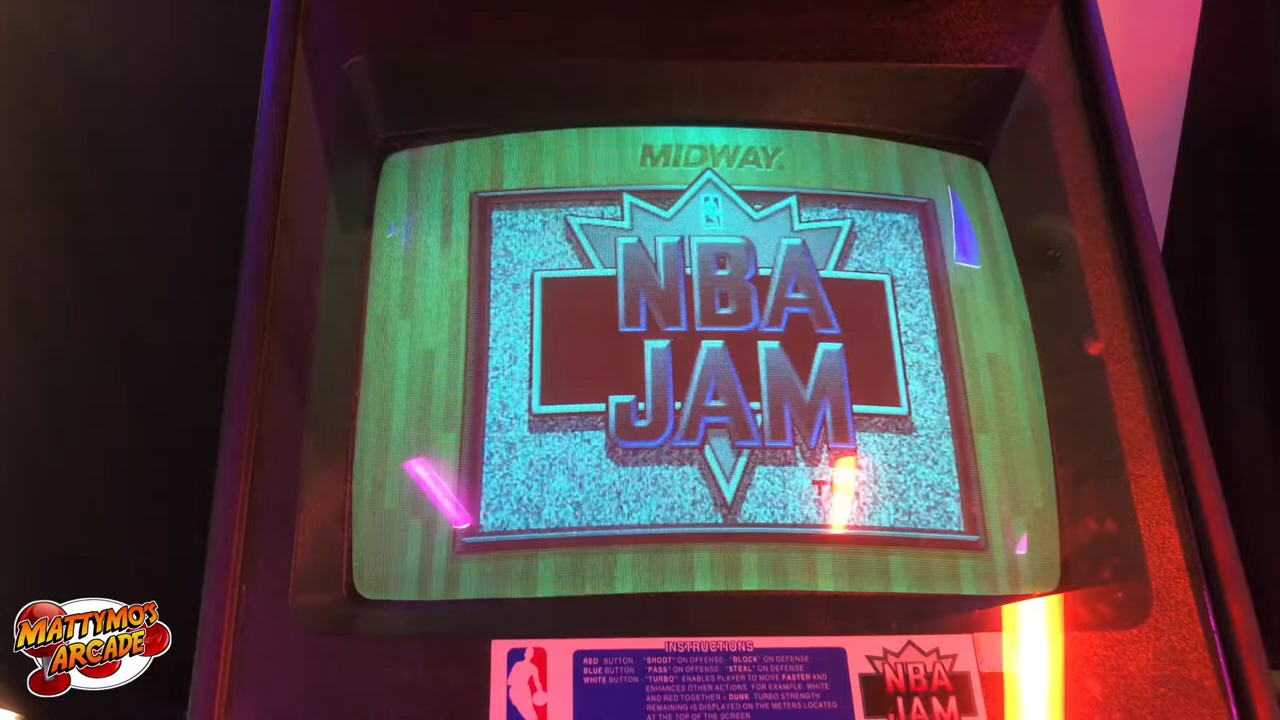 MIDWAY
NBA
JAM
TM
MATTYMO'S
ARCADE
INSTRUCTIONS
RED BUTTON - "SHOOT" ON OFFENSE. "BLOCK" ON DEFENSE
BLUE BUTTON - "PASS" ON OFFENSE. "STEAL" ON DEFENSE
WHITE BUTTON - "TURBO" ENABLES PLAYER TO MOVE FASTER AND
ENHANCES OTHER ACTIONS. FOR EXAMPLE, WHITE
AND RED TOGETHER = DUNK. TURBO STRENGTH
REMAINING IS DISPLAYED ON THE METERS LOCATED
AT THE TOP OF THE SCREEN
NBA
JAM